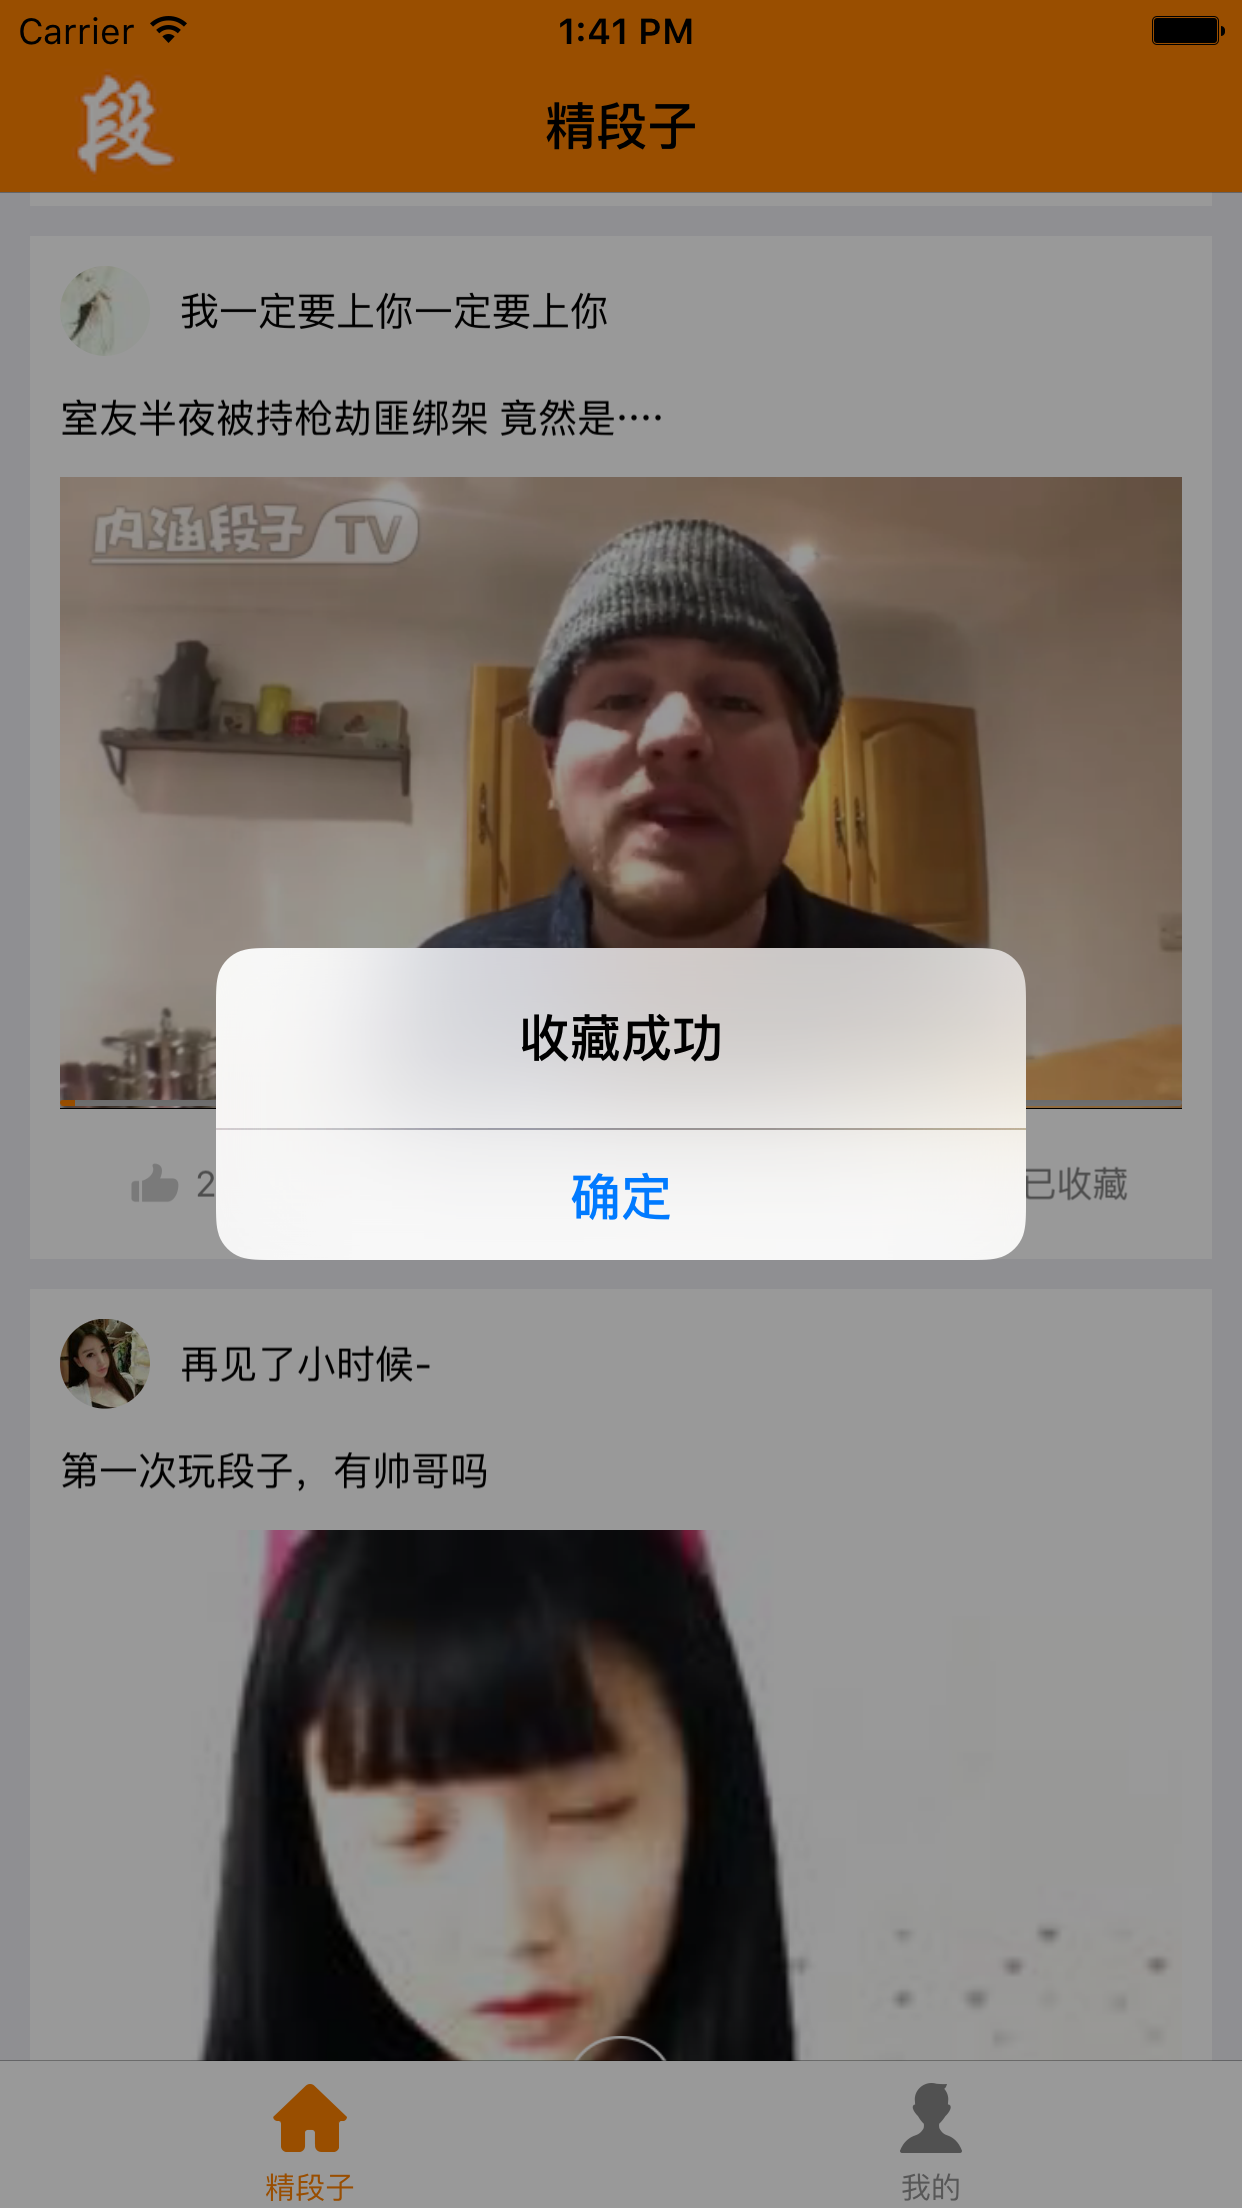 Carrier 1:41 PM
段 精段子
我一定要上你一定要上你
室友半夜被持枪劫匪绑架 竟然是····
内涵段子TV
收藏成功
确定
2
已收藏
再见了小时候-
第一次玩段子，有帅哥吗
精段子 我的